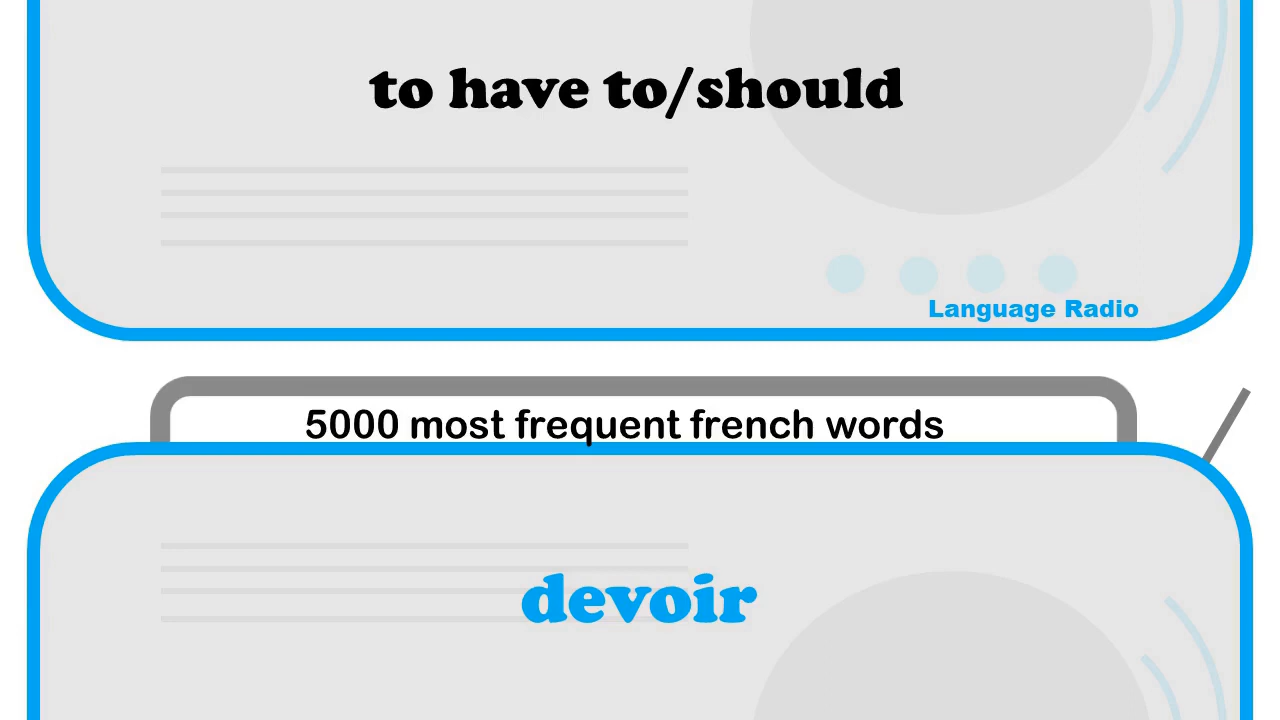 to have to/should
Language Radio
5000 most frequent french words
devoir